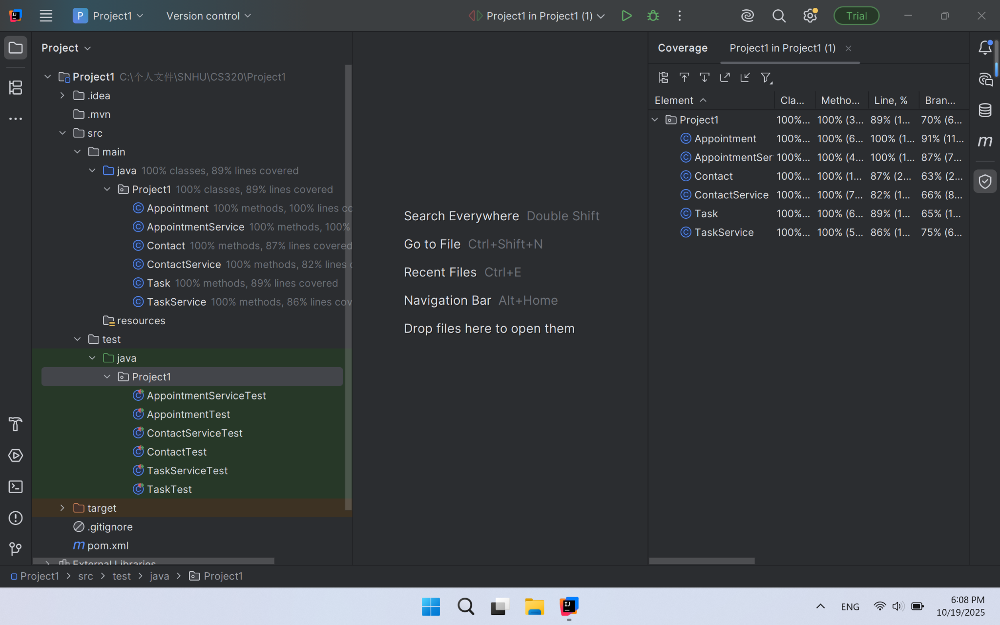 P Project1 Version control Project1 in Project1 (1) Trial
Project
Project1 C:\个人文件\SNHU\CS320\Project1
.idea
.mvn
src
main
java 100% classes, 89% lines covered
Project1 100% classes, 89% lines covered
Appointment 100% methods, 100% lines co
AppointmentService 100% methods, 100%
Contact 100% methods, 87% lines covered
ContactService 100% methods, 82% lines c
Task 100% methods, 89% lines covered
TaskService 100% methods, 86% lines cov
resources
test
java
Project1
AppointmentServiceTest
AppointmentTest
ContactServiceTest
ContactTest
TaskServiceTest
TaskTest
target
.gitignore
pom.xml
External Libraries
Search Everywhere Double Shift
Go to File Ctrl+Shift+N
Recent Files Ctrl+E
Navigation Bar Alt+Home
Drop files here to open them
Coverage Project1 in Project1 (1)
Element Cla... Metho... Line, % Bran...
Project1 100%... 100% (3... 89% (1... 70% (6...
Appointment 100%... 100% (6... 100% (1... 91% (11...
AppointmentSer 100%... 100% (4... 100% (1... 87% (7...
Contact 100%... 100% (1... 87% (2... 63% (2...
ContactService 100%... 100% (7... 82% (1... 66% (8...
Task 100%... 100% (6... 89% (1... 65% (1...
TaskService 100%... 100% (5... 86% (1... 75% (6...
Project1 > src > test > java > Project1
ENG
6:08 PM
10/19/2025